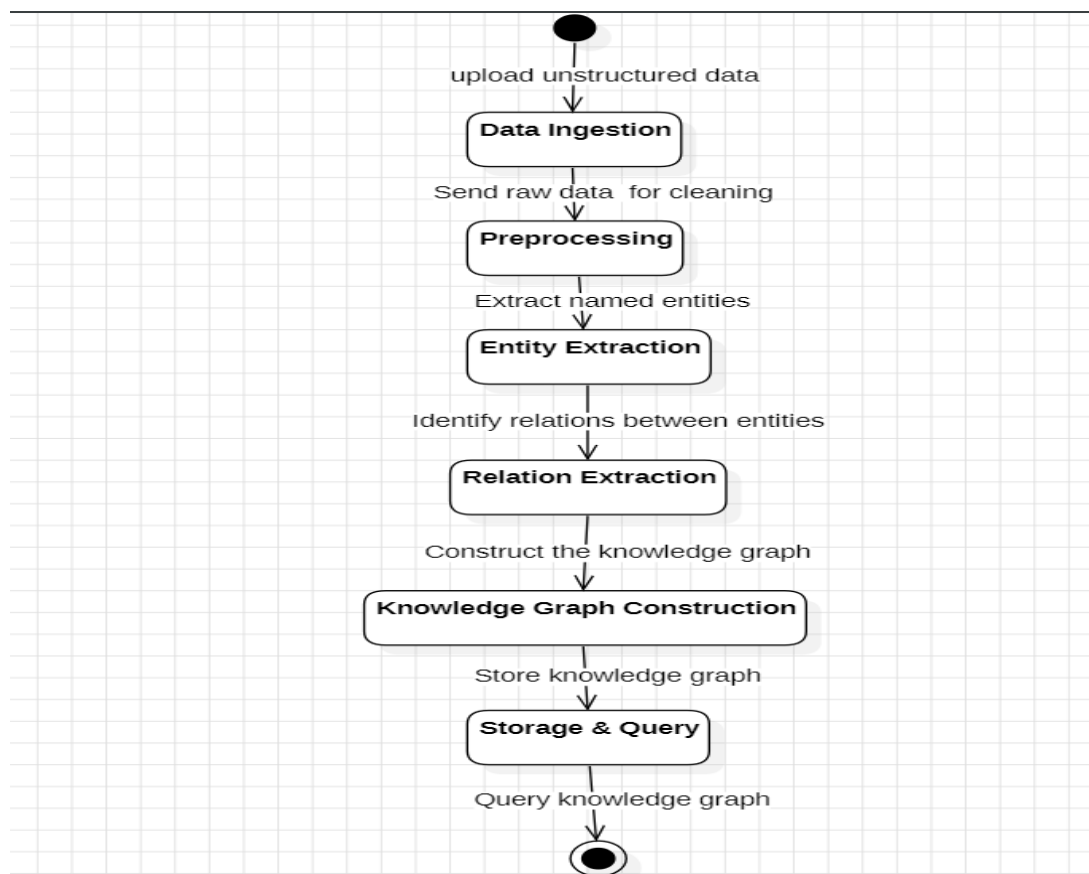 upload unstructured data
Data Ingestion
Send raw data  for cleaning
Preprocessing
Extract named entities
Entity Extraction
Identify relations between entities
Relation Extraction
Construct the knowledge graph
Knowledge Graph Construction
Store knowledge graph
Storage & Query
Query knowledge graph